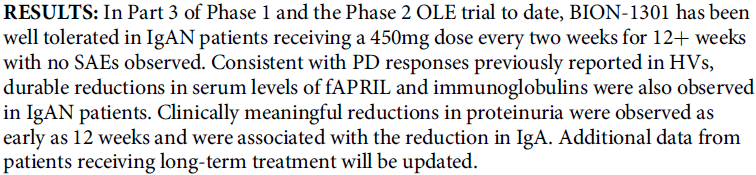 RESULTS: In Part 3 of Phase 1 and the Phase 2 OLE trial to date, BION-1301 has been
well tolerated in IgAN patients receiving a 450mg dose every two weeks for 12+ weeks
with no SAEs observed. Consistent with PD responses previously reported in HVs,
durable reductions in serum levels of fAPRIL and immunoglobulins were also observed
in IgAN patients. Clinically meaningful reductions in proteinuria were observed as
early as 12 weeks and were associated with the reduction in IgA. Additional data from
patients receiving long-term treatment will be updated.